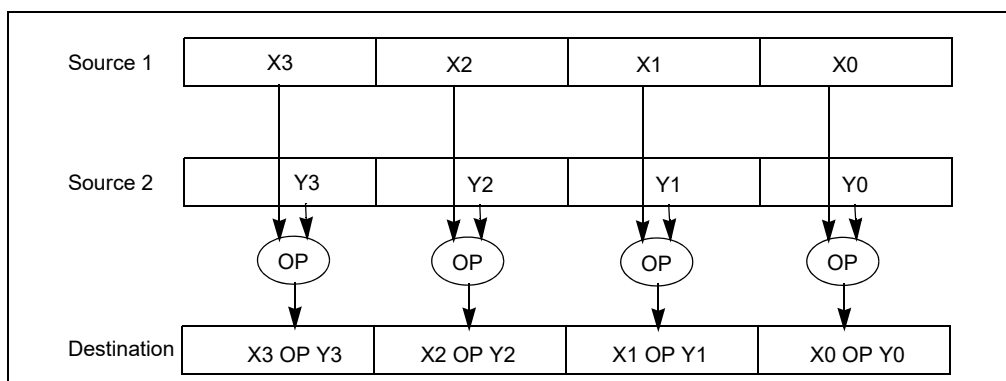 Source 1 X3 X2 X1 X0
Source 2 Y3 Y2 Y1 Y0
OP OP OP OP
Destination X3 OP Y3 X2 OP Y2 X1 OP Y1 X0 OP Y0